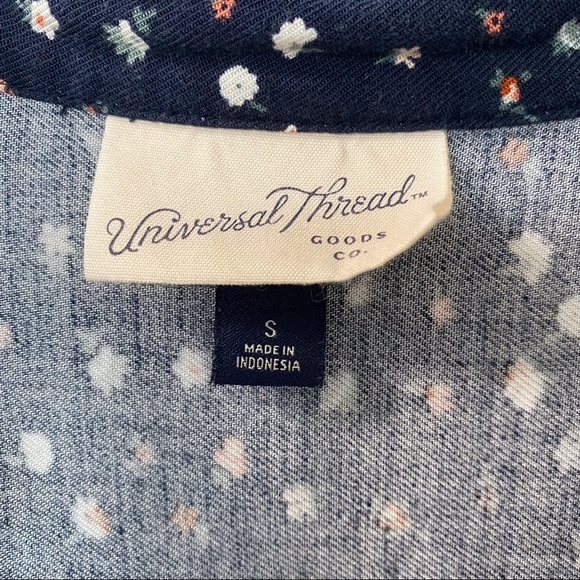 Universal Thread™
GOODS
CO.
S
MADE IN
INDONESIA